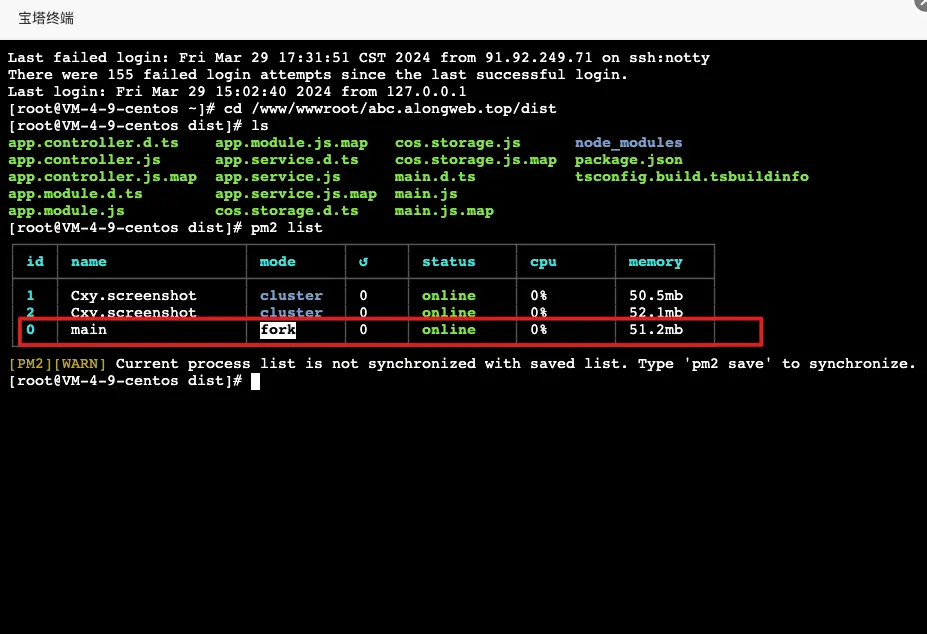 宝塔终端
Last failed login: Fri Mar 29 17:31:51 CST 2024 from 91.92.249.71 on ssh:notty
There were 155 failed login attempts since the last successful login.
Last login: Fri Mar 29 15:02:40 2024 from 127.0.0.1
[root@VM-4-9-centos ~]# cd /www/wwwroot/abc.alongweb.top/dist
[root@VM-4-9-centos dist]# ls
app.controller.d.ts app.module.js.map cos.storage.js node_modules
app.controller.js app.service.d.ts cos.storage.js.map package.json
app.controller.js.map app.service.js main.d.ts tsconfig.build.tsbuildinfo
app.module.d.ts app.service.js.map main.js
app.module.js cos.storage.d.ts main.js.map
[root@VM-4-9-centos dist]# pm2 list
id name mode ↺ status cpu memory
1 Cxy.screenshot cluster 0 online 0% 50.5mb
2 Cxy.screenshot cluster 0 online 0% 52.1mb
0 main fork 0 online 0% 51.2mb
[PM2][WARN] Current process list is not synchronized with saved list. Type 'pm2 save' to synchronize.
[root@VM-4-9-centos dist]#